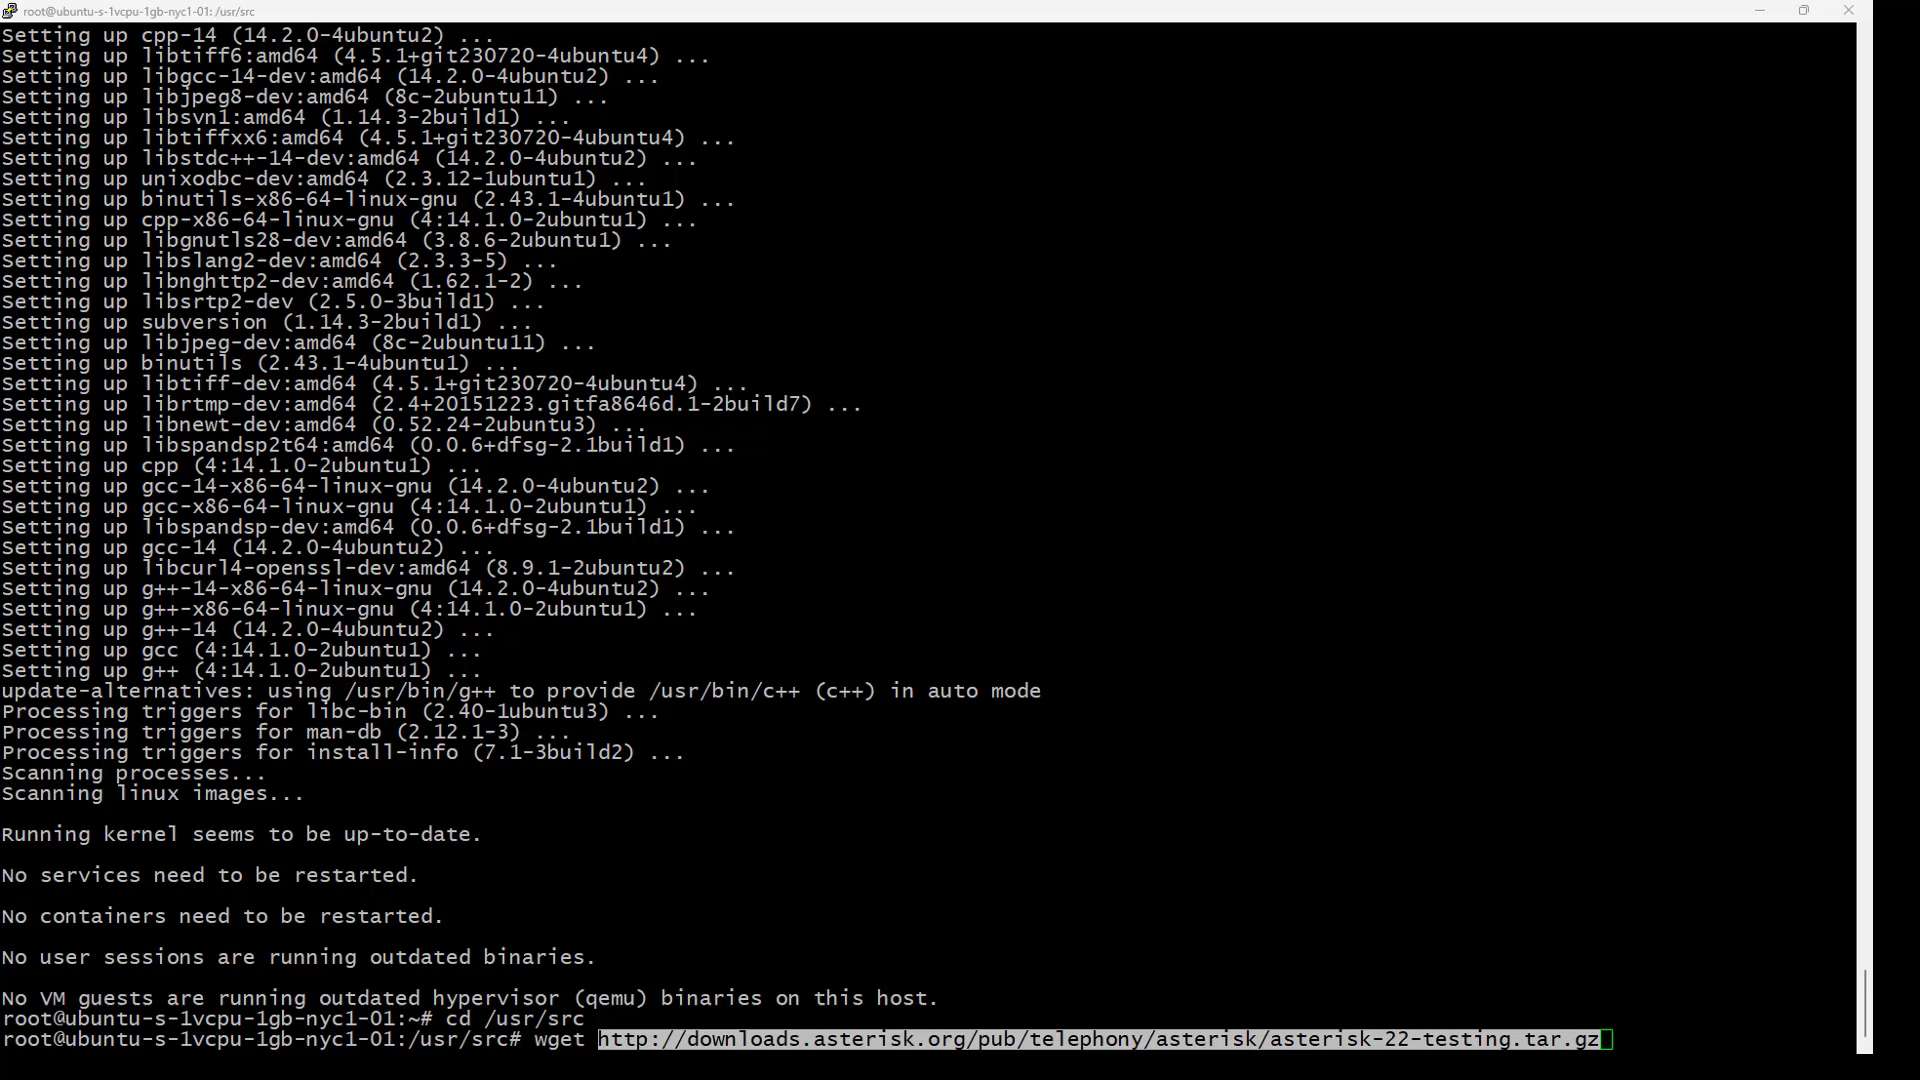 root@ubuntu-s-1vcpu-1gb-nyc1-01: /usr/src
Setting up cpp-14 (14.2.0-4ubuntu2) ...
Setting up libtiff6:amd64 (4.5.1+git230720-4ubuntu4) ...
Setting up libgcc-14-dev:amd64 (14.2.0-4ubuntu2) ...
Setting up libjpeg8-dev:amd64 (8c-2ubuntu11) ...
Setting up libsvn1:amd64 (1.14.3-2build1) ...
Setting up libtiffxx6:amd64 (4.5.1+git230720-4ubuntu4) ...
Setting up libstdc++-14-dev:amd64 (14.2.0-4ubuntu2) ...
Setting up unixodbc-dev:amd64 (2.3.12-1ubuntu1) ...
Setting up binutils-x86-64-linux-gnu (2.43.1-4ubuntu1) ...
Setting up cpp-x86-64-linux-gnu (4:14.1.0-2ubuntu1) ...
Setting up libgnutls28-dev:amd64 (3.8.6-2ubuntu1) ...
Setting up libslang2-dev:amd64 (2.3.3-5) ...
Setting up libnghttp2-dev:amd64 (1.62.1-2) ...
Setting up libsrtp2-dev (2.5.0-3build1) ...
Setting up subversion (1.14.3-2build1) ...
Setting up libjpeg-dev:amd64 (8c-2ubuntu11) ...
Setting up binutils (2.43.1-4ubuntu1) ...
Setting up libtiff-dev:amd64 (4.5.1+git230720-4ubuntu4) ...
Setting up librtmp-dev:amd64 (2.4+20151223.gitfa8646d.1-2build7) ...
Setting up libnewt-dev:amd64 (0.52.24-2ubuntu3) ...
Setting up libspandsp2t64:amd64 (0.0.6+dfsg-2.1build1) ...
Setting up cpp (4:14.1.0-2ubuntu1) ...
Setting up gcc-14-x86-64-linux-gnu (14.2.0-4ubuntu2) ...
Setting up gcc-x86-64-linux-gnu (4:14.1.0-2ubuntu1) ...
Setting up libspandsp-dev:amd64 (0.0.6+dfsg-2.1build1) ...
Setting up gcc-14 (14.2.0-4ubuntu2) ...
Setting up libcurl4-openssl-dev:amd64 (8.9.1-2ubuntu2) ...
Setting up g++-14-x86-64-linux-gnu (14.2.0-4ubuntu2) ...
Setting up g++-x86-64-linux-gnu (4:14.1.0-2ubuntu1) ...
Setting up g++-14 (14.2.0-4ubuntu2) ...
Setting up gcc (4:14.1.0-2ubuntu1) ...
Setting up g++ (4:14.1.0-2ubuntu1) ...
update-alternatives: using /usr/bin/g++ to provide /usr/bin/c++ (c++) in auto mode
Processing triggers for libc-bin (2.40-1ubuntu3) ...
Processing triggers for man-db (2.12.1-3) ...
Processing triggers for install-info (7.1-3build2) ...
Scanning processes...
Scanning linux images...
Running kernel seems to be up-to-date.
No services need to be restarted.
No containers need to be restarted.
No user sessions are running outdated binaries.
No VM guests are running outdated hypervisor (qemu) binaries on this host.
root@ubuntu-s-1vcpu-1gb-nyc1-01:~# cd /usr/src
root@ubuntu-s-1vcpu-1gb-nyc1-01:/usr/src# wget http://downloads.asterisk.org/pub/telephony/asterisk/asterisk-22-testing.tar.gz